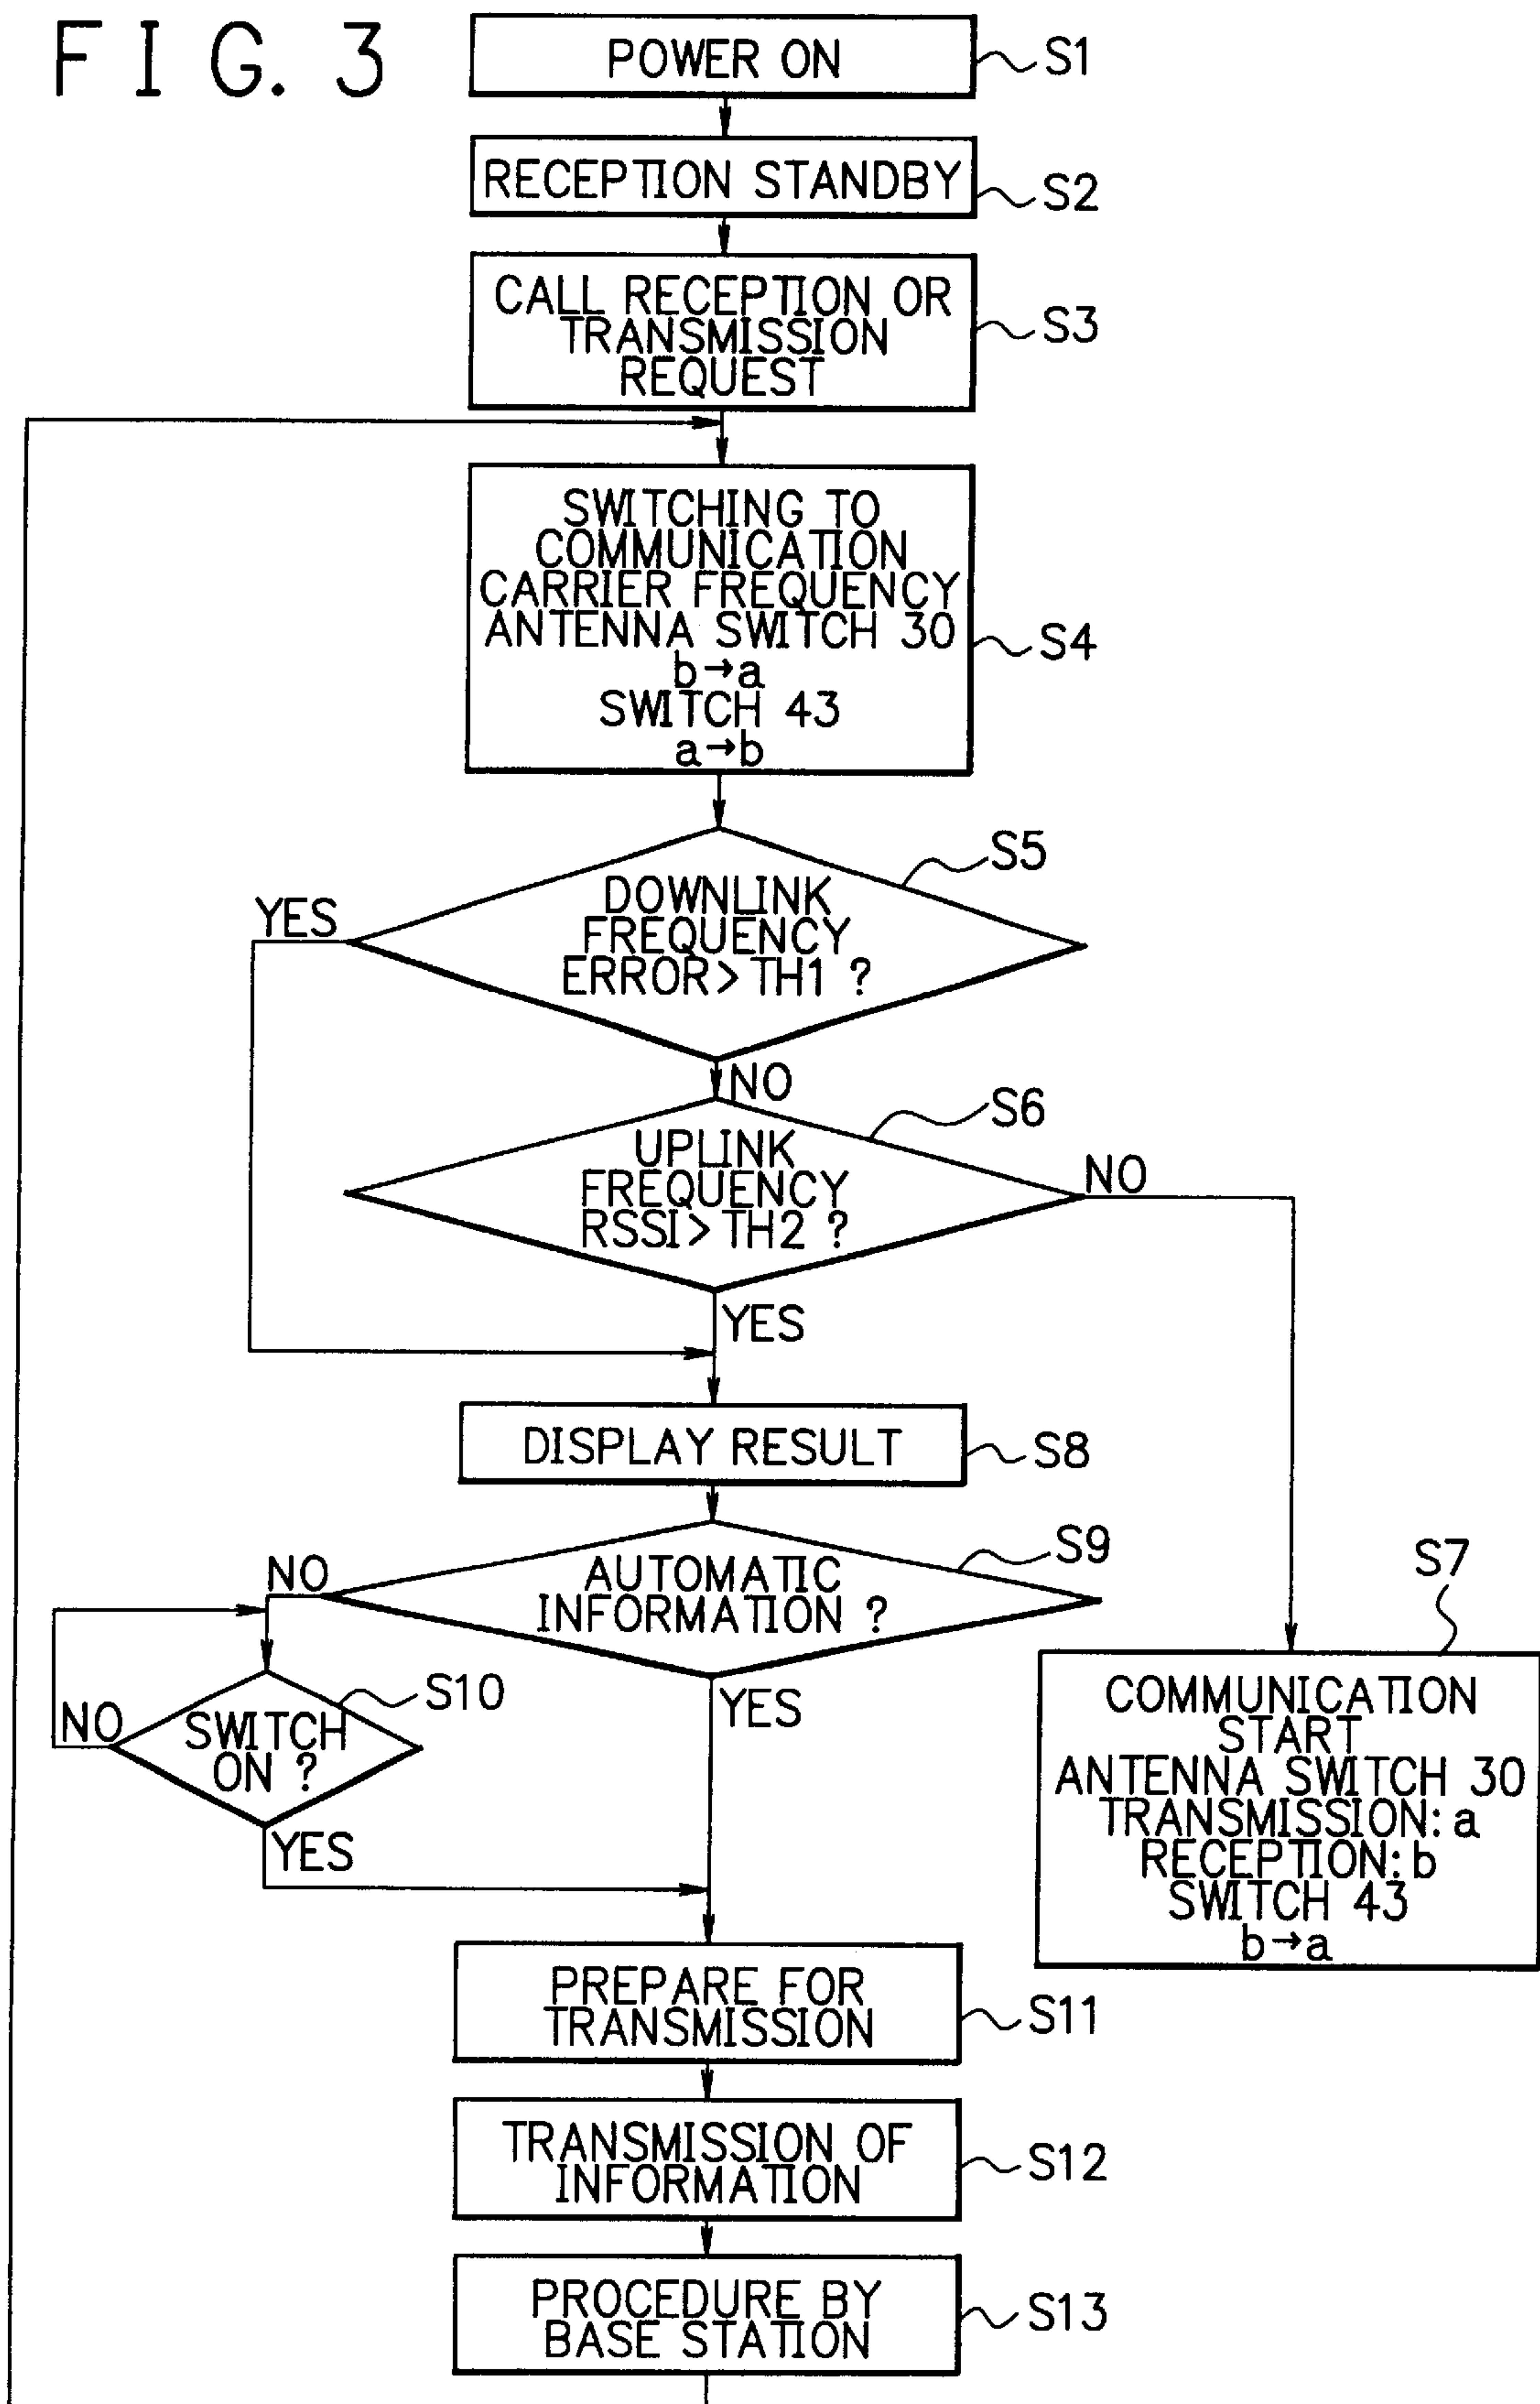 FIG. 3
POWER ON
S1
RECEPTION STANDBY
S2
CALL RECEPTION OR
TRANSMISSION
REQUEST
S3
SWITCHING TO
COMMUNICATION
CARRIER FREQUENCY
ANTENNA SWITCH 30
b→a
SWITCH 43
a→b
S4
S5
DOWNLINK
FREQUENCY
ERROR>TH1 ?
YES
NO
S6
UPLINK
FREQUENCY
RSSI>TH2 ?
NO
YES
DISPLAY RESULT
S8
S9
AUTOMATIC
INFORMATION ?
NO
YES
S10
SWITCH
ON ?
NO
YES
S7
COMMUNICATION
START
ANTENNA SWITCH 30
TRANSMISSION: a
RECEPTION: b
SWITCH 43
b→a
PREPARE FOR
TRANSMISSION
S11
TRANSMISSION OF
INFORMATION
S12
PROCEDURE BY
BASE STATION
S13